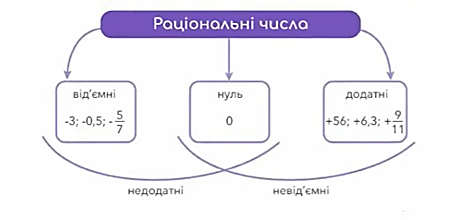 Раціональні числа
від'ємні
-3; -0,5; -5/7
нуль
0
додатні
+56; +6,3; +9/11
недодатні
невід'ємні